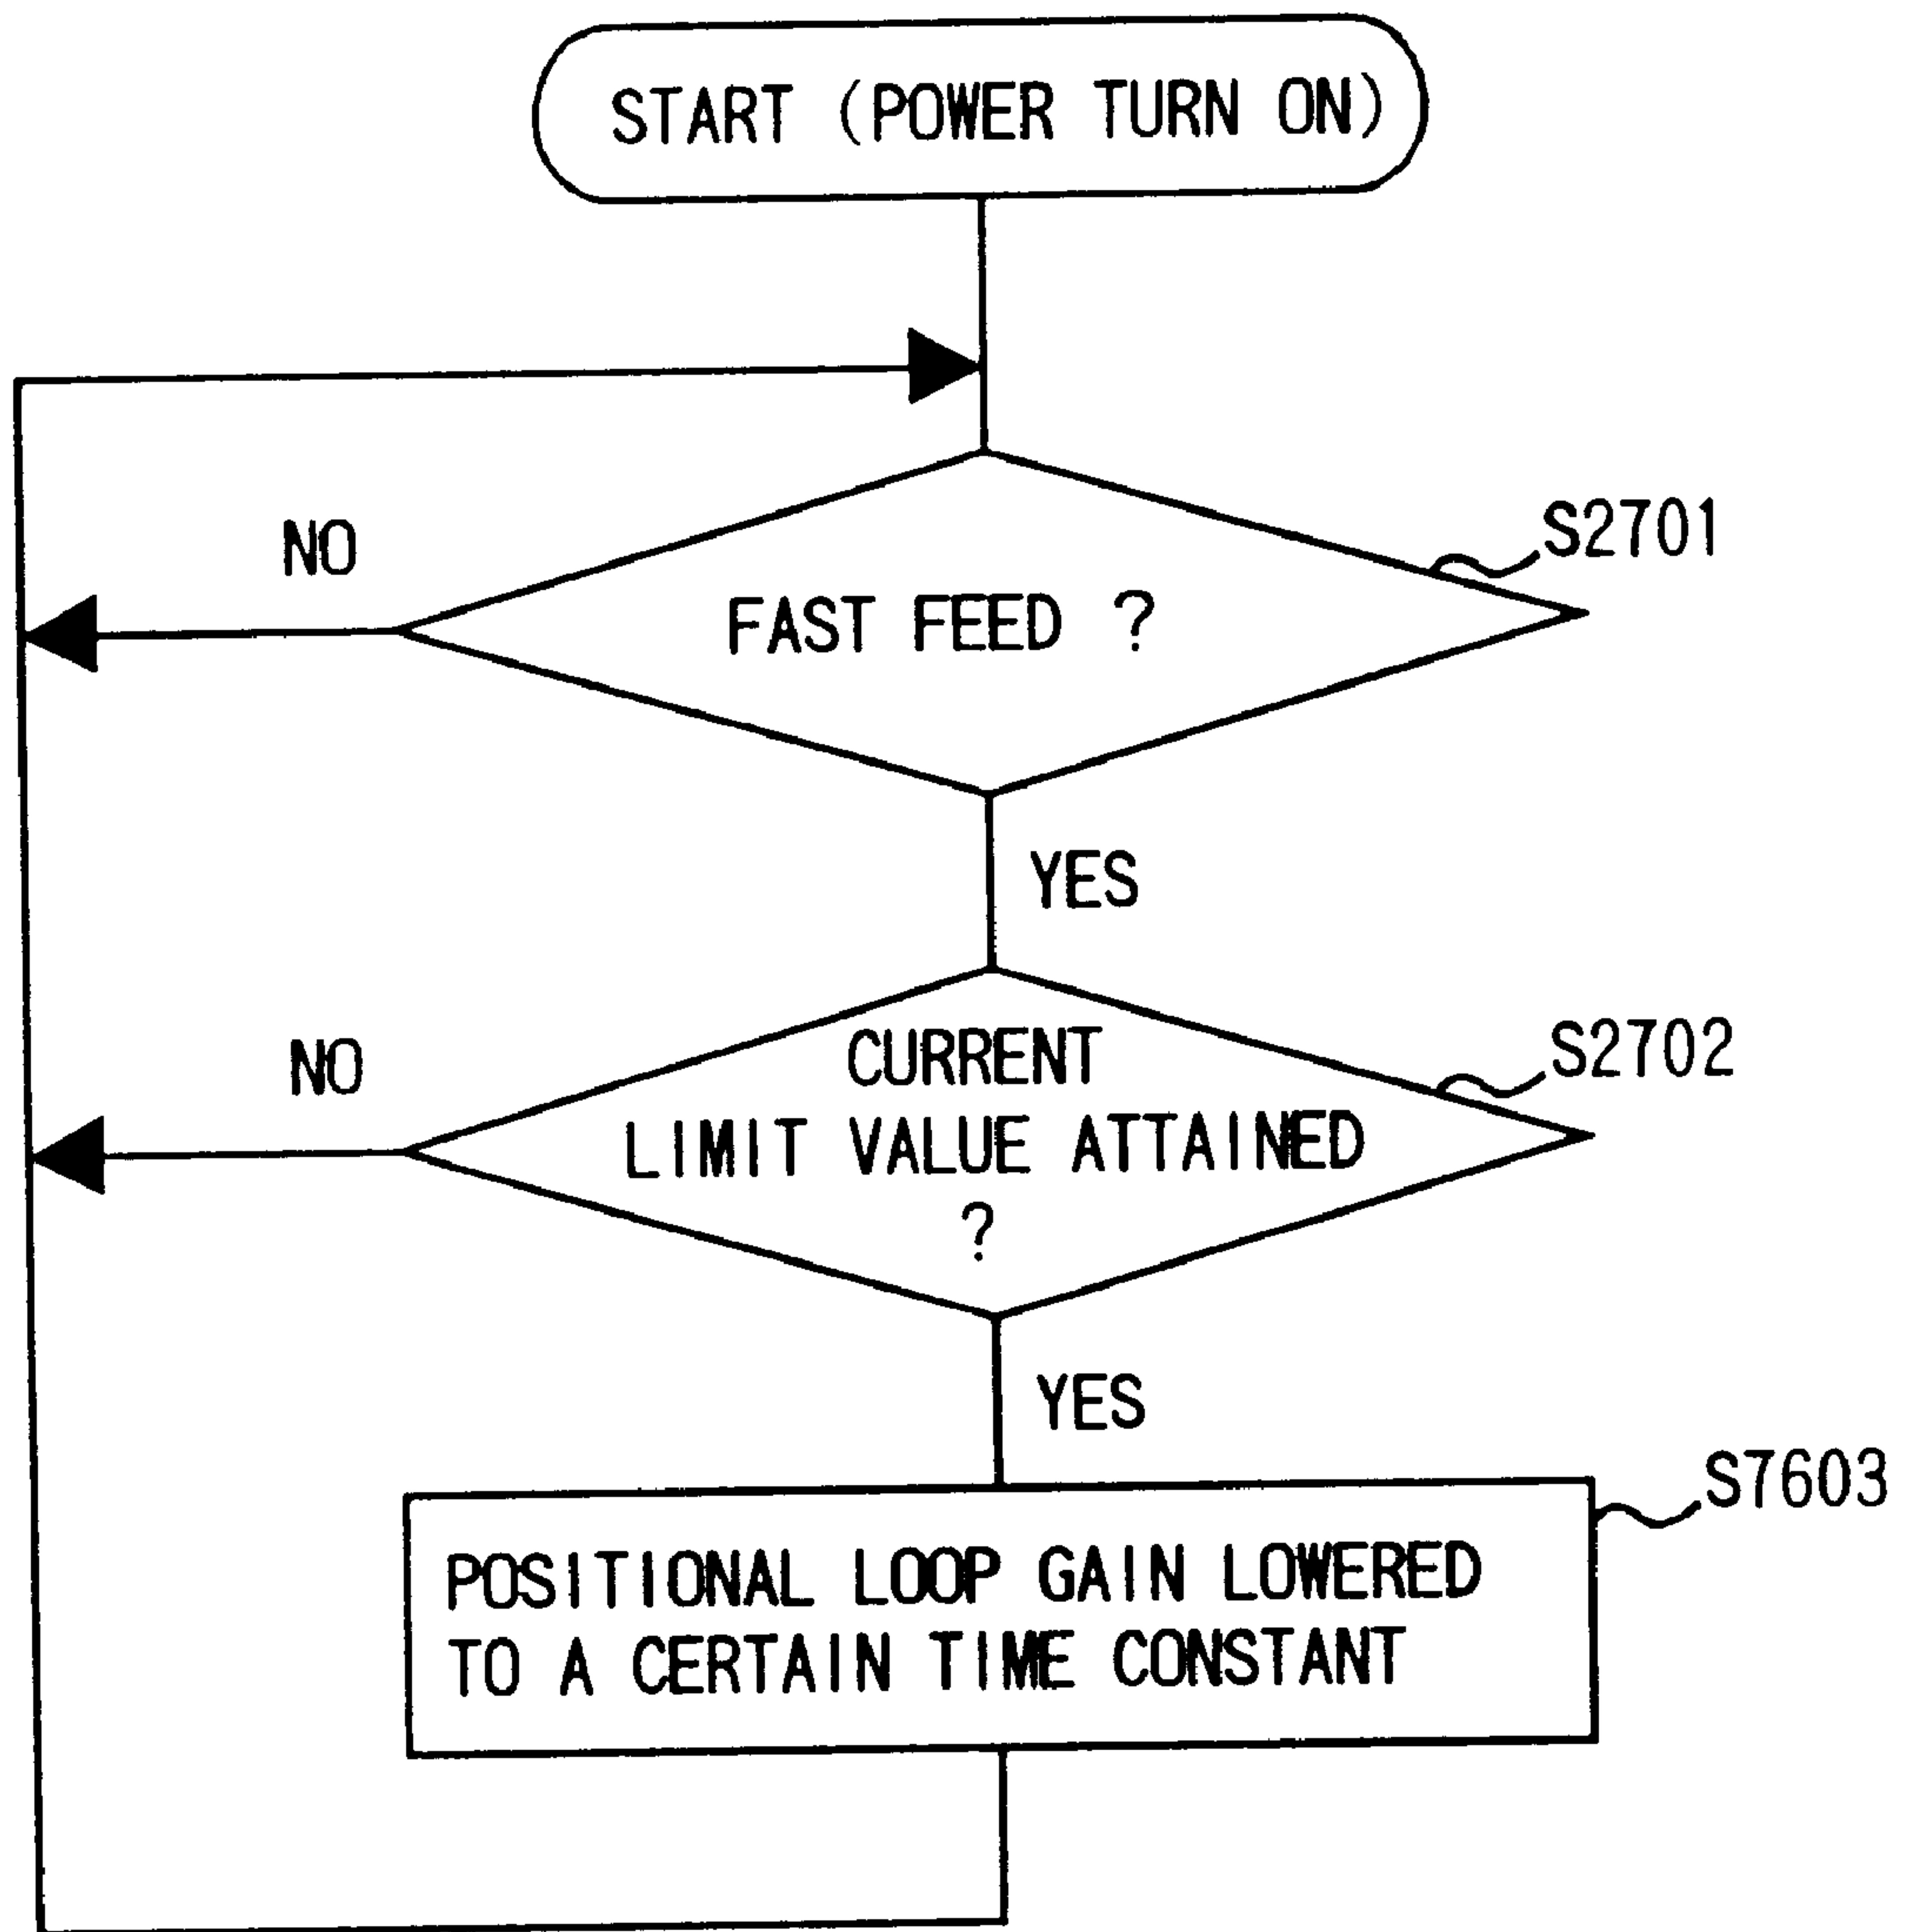 START (POWER TURN ON)
NO
S2701
FAST FEED ?
YES
NO
S2702
CURRENT
LIMIT VALUE ATTAINED
?
YES
S7603
POSITIONAL LOOP GAIN LOWERED
TO A CERTAIN TIME CONSTANT